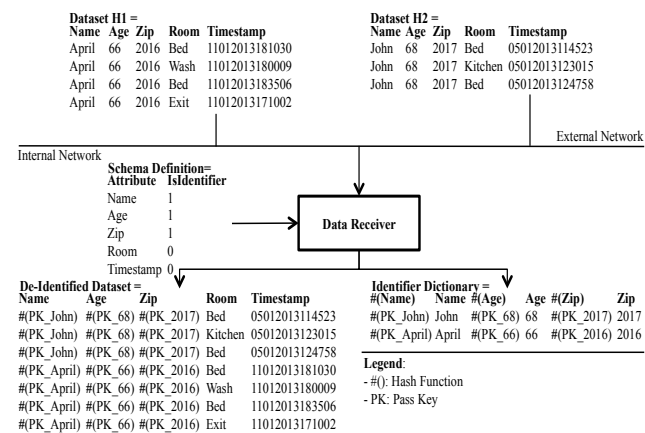 Dataset H1 =
Name Age Zip Room Timestamp
April 66 2016 Bed 11012013181030
April 66 2016 Wash 11012013180009
April 66 2016 Bed 11012013183506
April 66 2016 Exit 11012013171002
Dataset H2 =
Name Age Zip Room Timestamp
John 68 2017 Bed 05012013114523
John 68 2017 Kitchen 05012013123015
John 68 2017 Bed 05012013124758
External Network
Internal Network
Schema Definition=
Attribute IsIdentifier
Name 1
Age 1
Zip 1
Room 0
Timestamp 0
Data Receiver
De-Identified Dataset =
Name Age Zip Room Timestamp
#(PK_John) #(PK_68) #(PK_2017) Bed 05012013114523
#(PK_John) #(PK_68) #(PK_2017) Kitchen 05012013123015
#(PK_John) #(PK_68) #(PK_2017) Bed 05012013124758
#(PK_April) #(PK_66) #(PK_2016) Bed 11012013181030
#(PK_April) #(PK_66) #(PK_2016) Wash 11012013180009
#(PK_April) #(PK_66) #(PK_2016) Bed 11012013183506
#(PK_April) #(PK_66) #(PK_2016) Exit 11012013171002
Identifier Dictionary =
#(Name) Name #(Age) Age #(Zip) Zip
#(PK_John) John #(PK_68) 68 #(PK_2017) 2017
#(PK_April) April #(PK_66) 66 #(PK_2016) 2016
Legend:
- #(): Hash Function
- PK: Pass Key